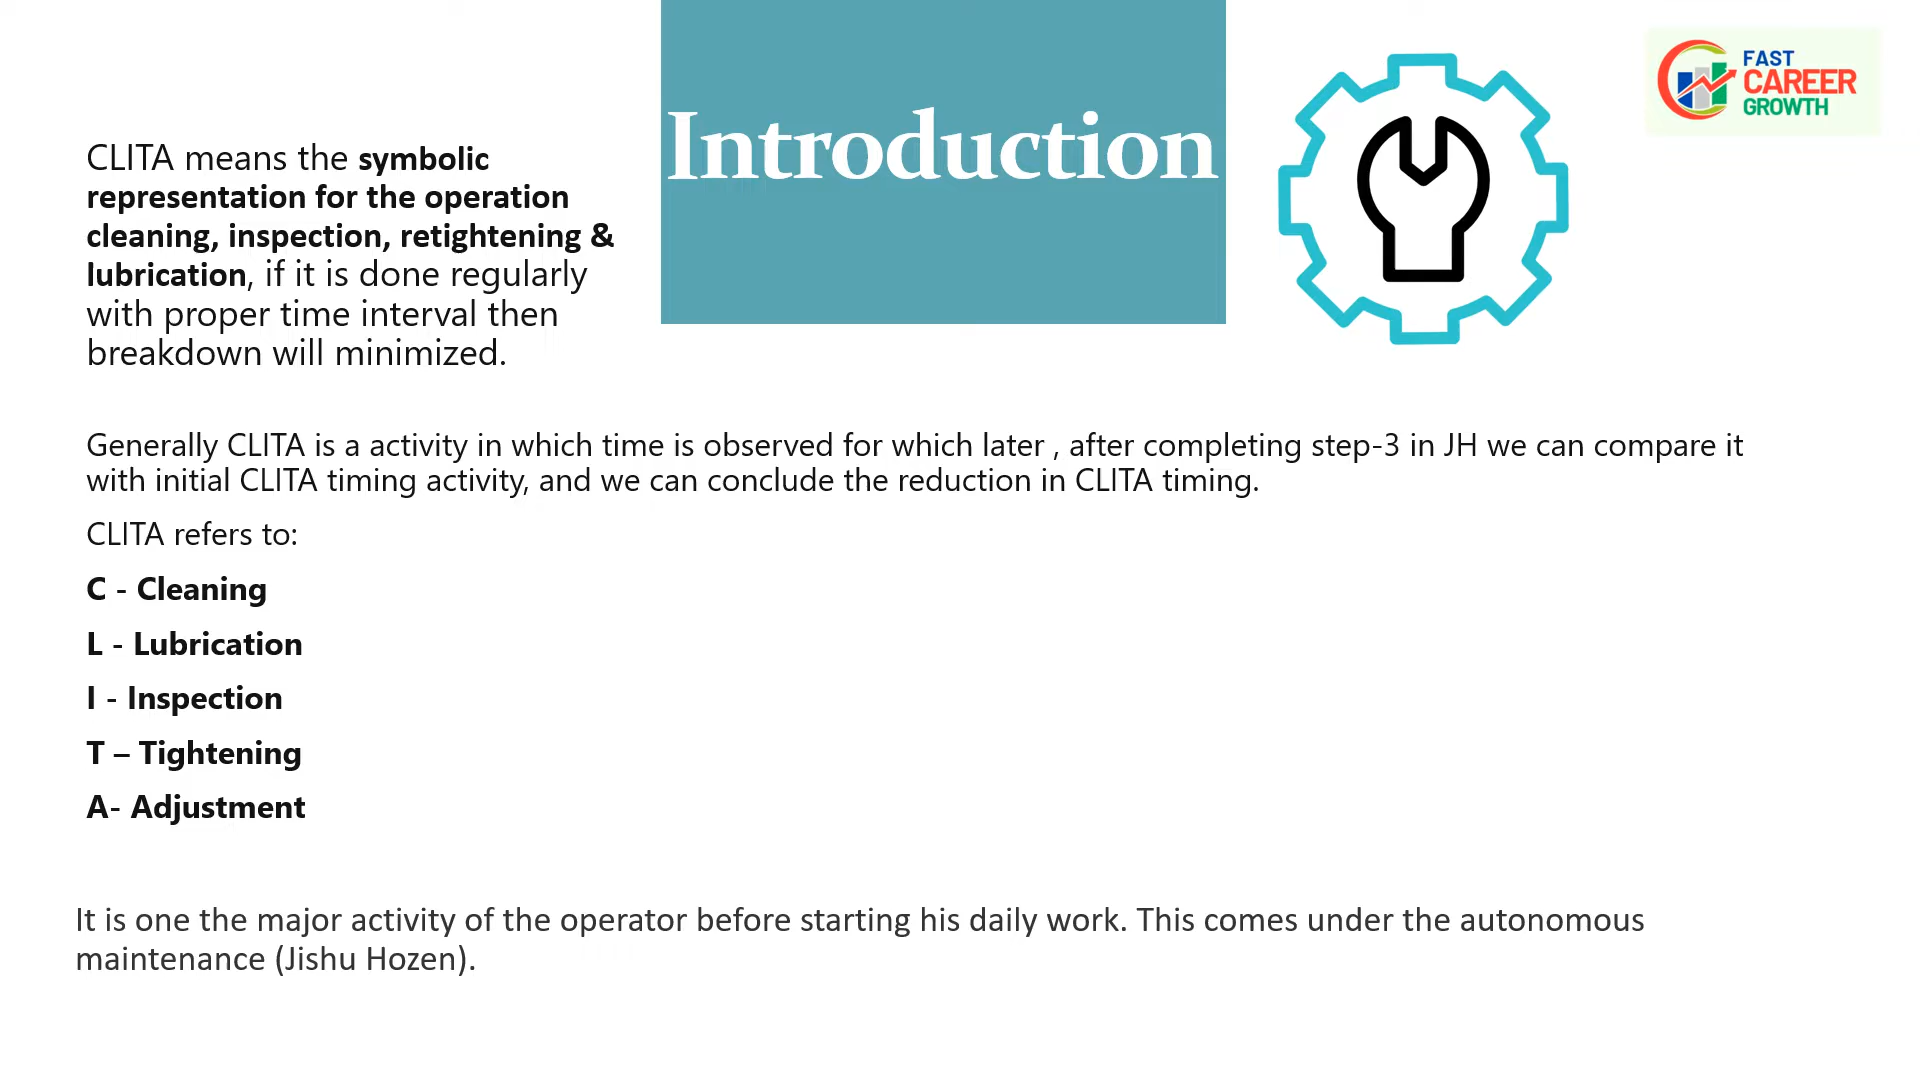 Introduction
FAST
CAREER
GROWTH
CLITA means the symbolic
representation for the operation
cleaning, inspection, retightening &
lubrication, if it is done regularly
with proper time interval then
breakdown will minimized.
Generally CLITA is a activity in which time is observed for which later , after completing step-3 in JH we can compare it
with initial CLITA timing activity, and we can conclude the reduction in CLITA timing.
CLITA refers to:
C - Cleaning
L - Lubrication
I - Inspection
T – Tightening
A- Adjustment
It is one the major activity of the operator before starting his daily work. This comes under the autonomous
maintenance (Jishu Hozen).